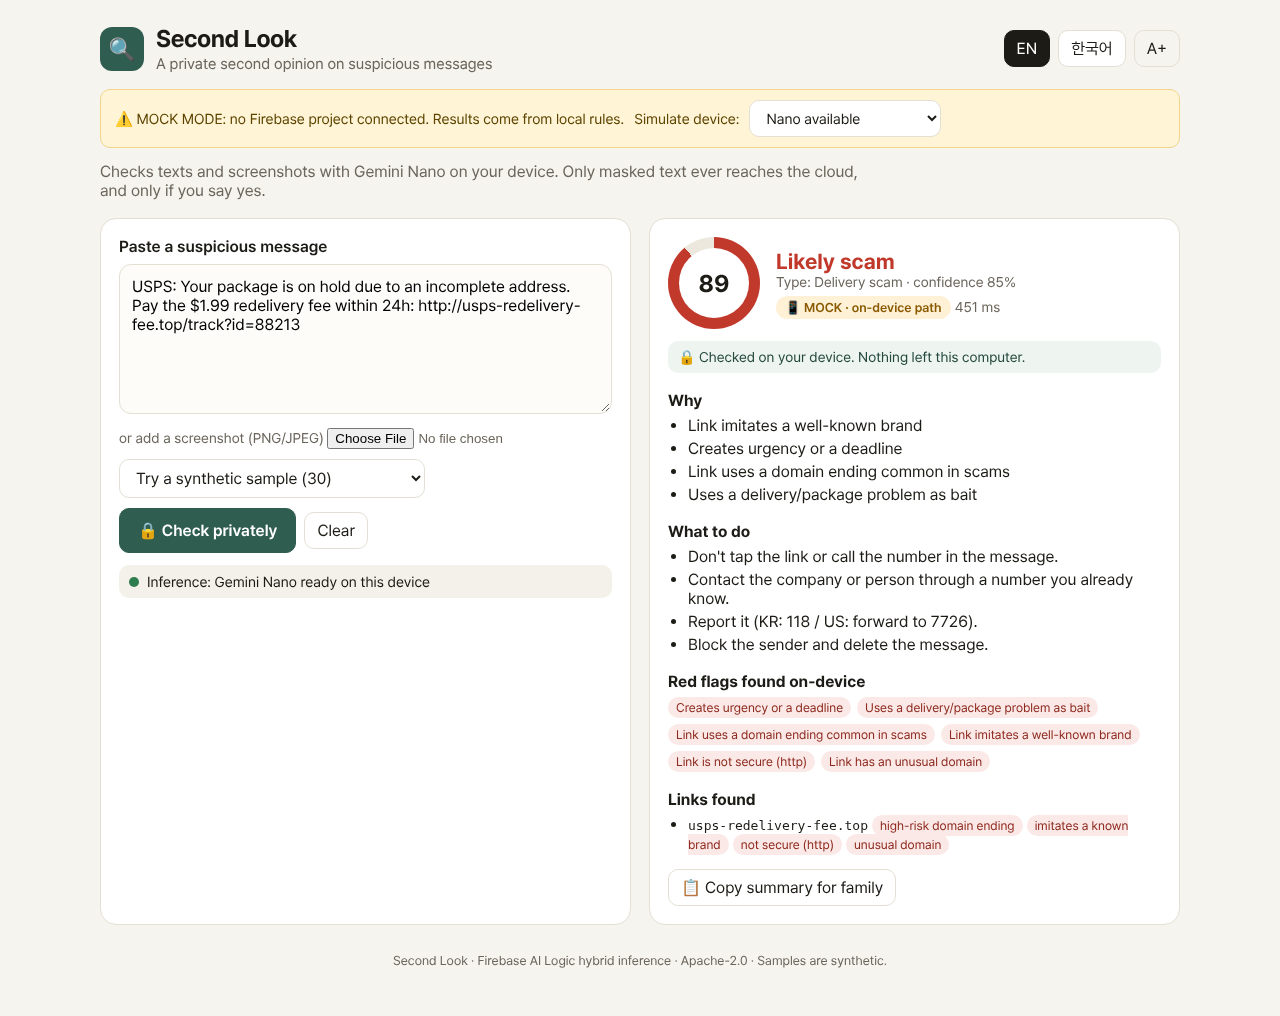 Second Look
A private second opinion on suspicious messages
EN
한국어
A+
⚠️ MOCK MODE: no Firebase project connected. Results come from local rules. Simulate device: Nano available
Checks texts and screenshots with Gemini Nano on your device. Only masked text ever reaches the cloud,
and only if you say yes.
Paste a suspicious message
USPS: Your package is on hold due to an incomplete address.
Pay the $1.99 redelivery fee within 24h: http://usps-redelivery-
fee.top/track?id=88213
or add a screenshot (PNG/JPEG) Choose File No file chosen
Try a synthetic sample (30)
🔒 Check privately
Clear
Inference: Gemini Nano ready on this device
89
Likely scam
Type: Delivery scam · confidence 85%
📱 MOCK · on-device path 451 ms
🔒 Checked on your device. Nothing left this computer.
Why
• Link imitates a well-known brand
• Creates urgency or a deadline
• Link uses a domain ending common in scams
• Uses a delivery/package problem as bait
What to do
• Don't tap the link or call the number in the message.
• Contact the company or person through a number you already
know.
• Report it (KR: 118 / US: forward to 7726).
• Block the sender and delete the message.
Red flags found on-device
Creates urgency or a deadline Uses a delivery/package problem as bait
Link uses a domain ending common in scams Link imitates a well-known brand
Link is not secure (http) Link has an unusual domain
Links found
• usps-redelivery-fee.top high-risk domain ending imitates a known
brand not secure (http) unusual domain
📋 Copy summary for family
Second Look · Firebase AI Logic hybrid inference · Apache-2.0 · Samples are synthetic.